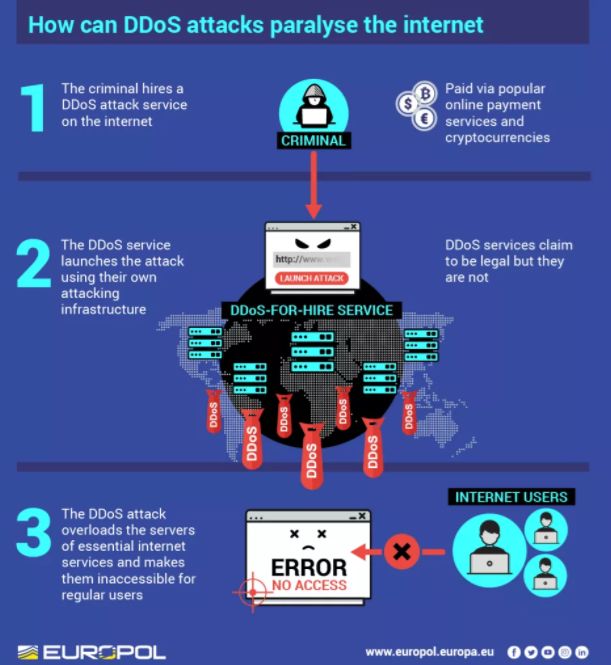 How can DDoS attacks paralyse the internet
1
The criminal hires a
DDoS attack service
on the internet
CRIMINAL
$
₿
€
Paid via popular
online payment
services and
cryptocurrencies
2
The DDoS service
launches the attack
using their own
attacking
infrastructure
http://www.
LAUNCH ATTACK
DDoS-FOR-HIRE SERVICE
DDoS services claim
to be legal but they
are not
DDoS
DDoS
DDoS
DDoS
DDoS
DDoS
DDoS
3
The DDoS attack
overloads the servers
of essential internet
services and makes
them inaccessible for
regular users
ERROR
NO ACCESS
INTERNET USERS
EUROPOL
www.europol.europa.eu